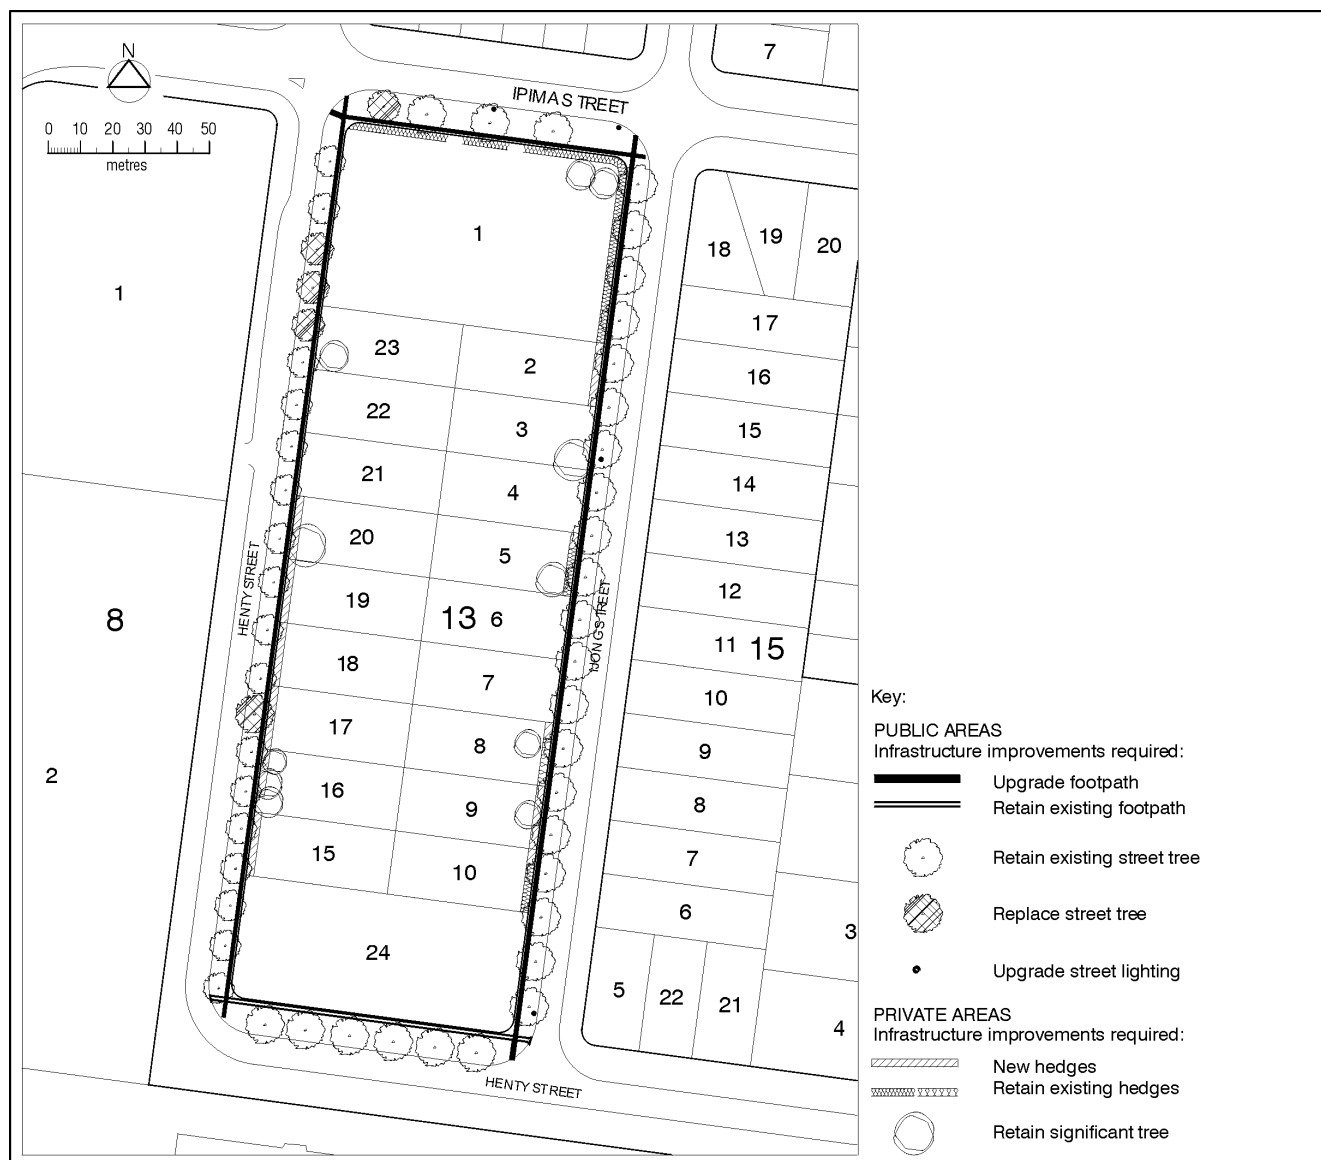 7
N
IPIMAS STREET
0 10 20 30 40 50
metres
1
1
18 19 20
17
23
2
16
22
3
15
21
4
14
20
5
13
HENTY STREET
19
13 6
12
8
11 15
18
7
10
17
8
9
2
16
9
8
15
10
7
6
24
3
5 22 21
4
HENTY STREET
Key:
PUBLIC AREAS
Infrastructure improvements required:
Upgrade footpath
Retain existing footpath
Retain existing street tree
Replace street tree
Upgrade street lighting
PRIVATE AREAS
Infrastructure improvements required:
New hedges
Retain existing hedges
Retain significant tree